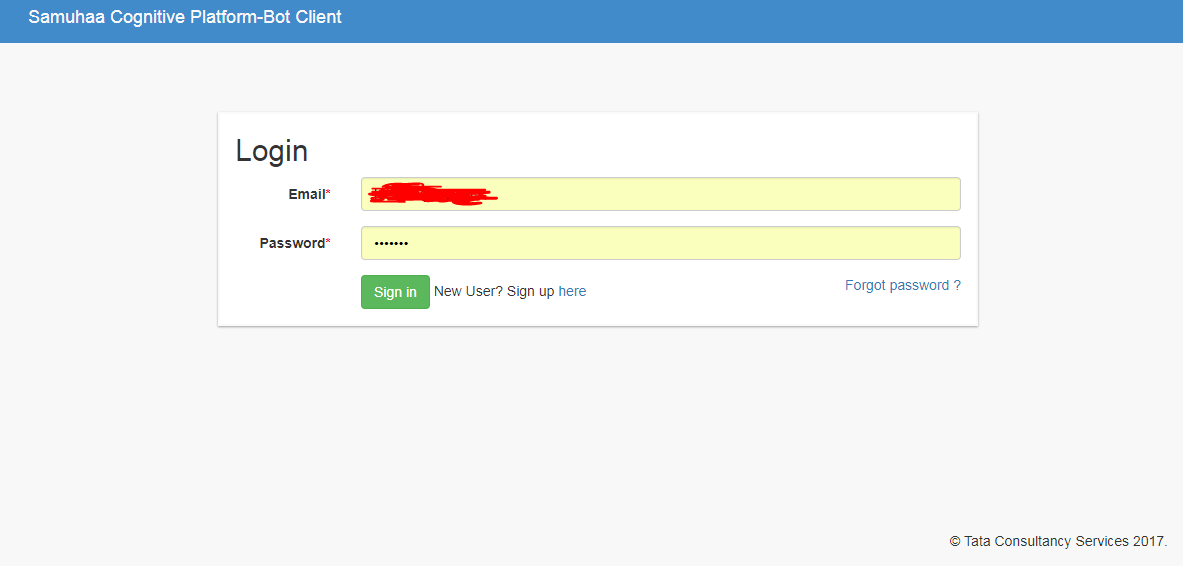 Samuhaa Cognitive Platform-Bot Client
Login
Email*
Password* •••••••
Sign in New User? Sign up here Forgot password ?
© Tata Consultancy Services 2017.